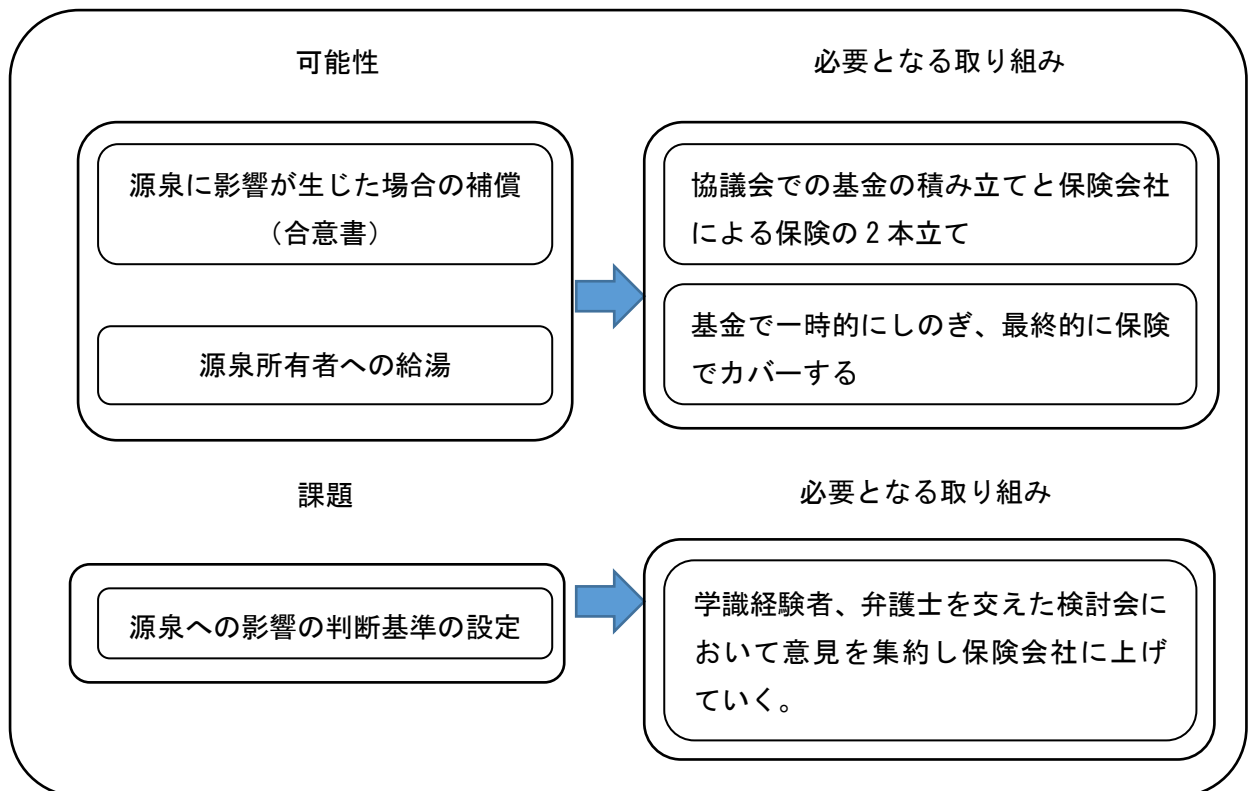 可能性
必要となる取り組み
源泉に影響が生じた場合の補償
（合意書）
源泉所有者への給湯
協議会での基金の積み立てと保険会社
による保険の２本立て
基金で一時的にしのぎ、最終的に保険
でカバーする
課題
必要となる取り組み
源泉への影響の判断基準の設定
学識経験者、弁護士を交えた検討会に
おいて意見を集約し保険会社に上げ
ていく。